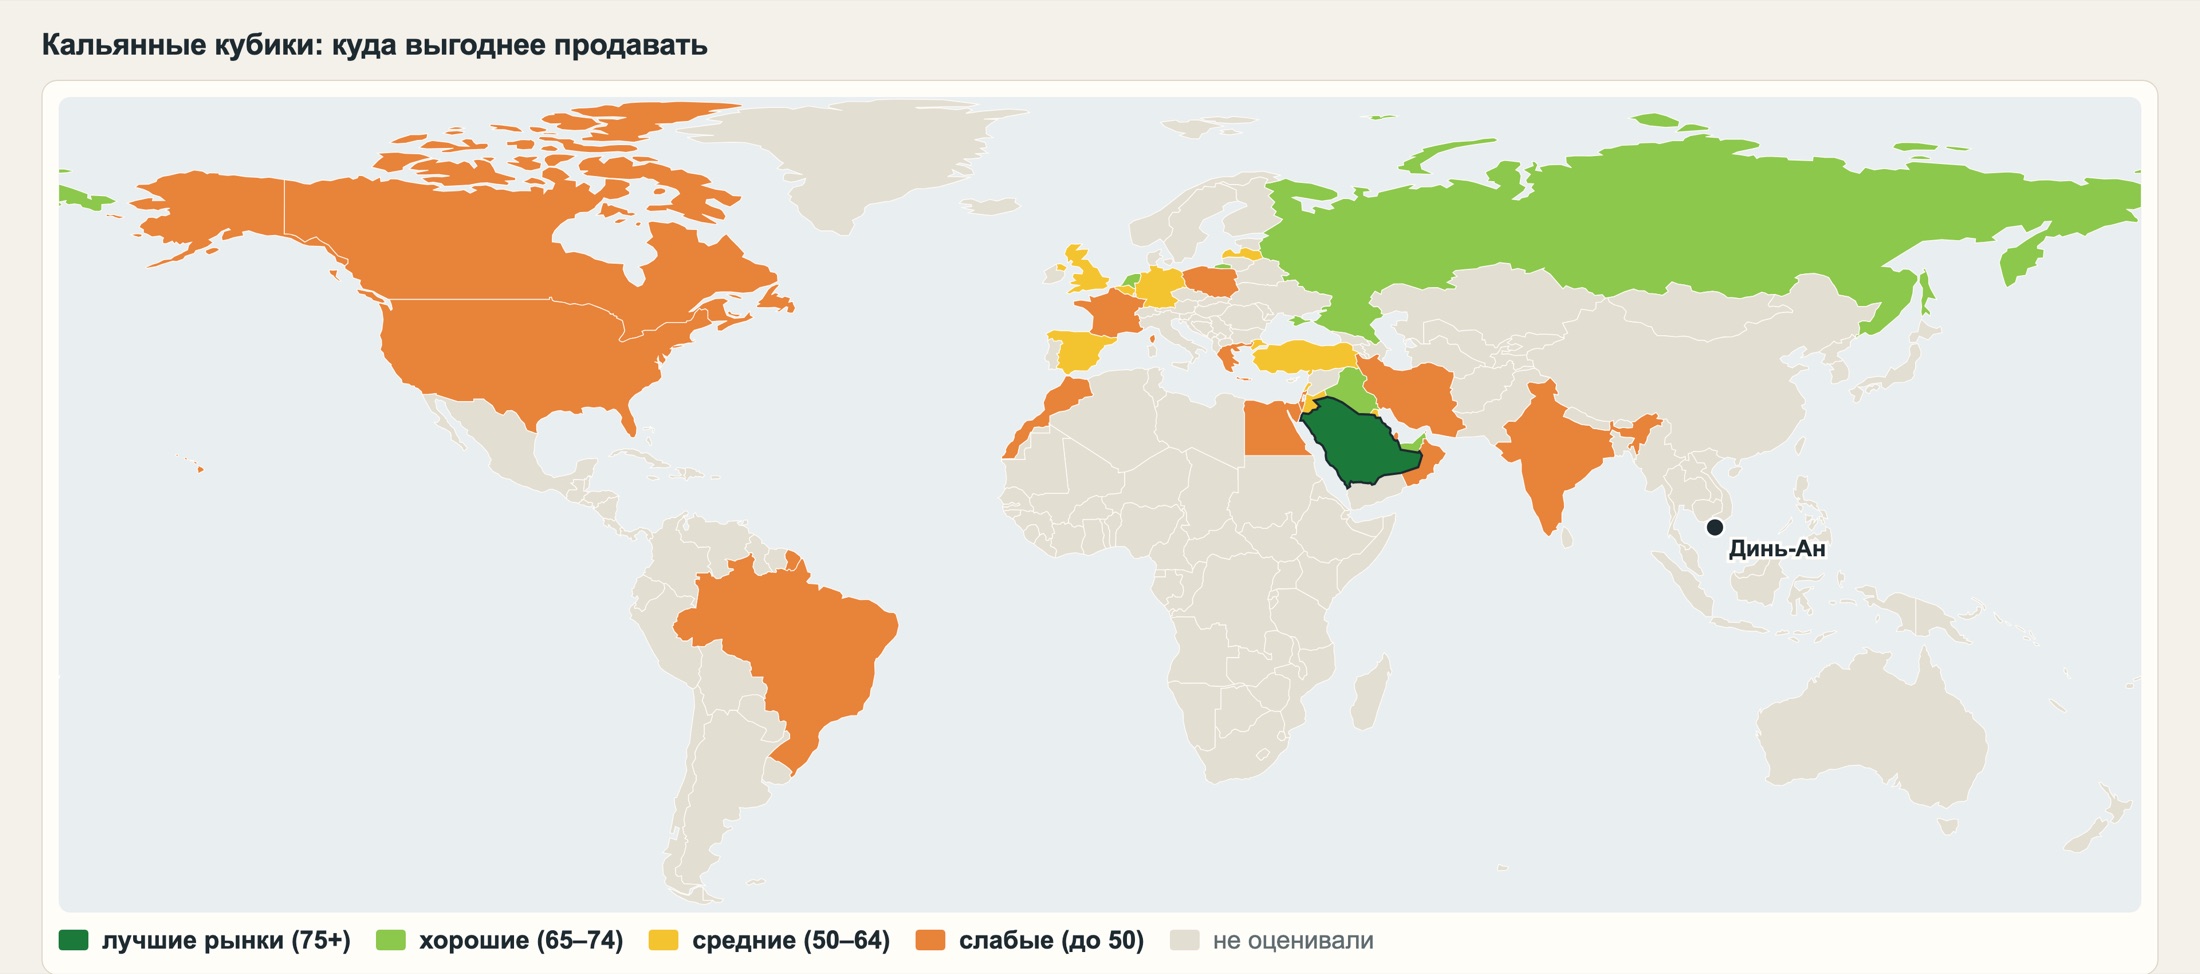 Кальянные кубики: куда выгоднее продавать
Динь-Ан
лучшие рынки (75+) хорошие (65–74) средние (50–64) слабые (до 50) не оценивали